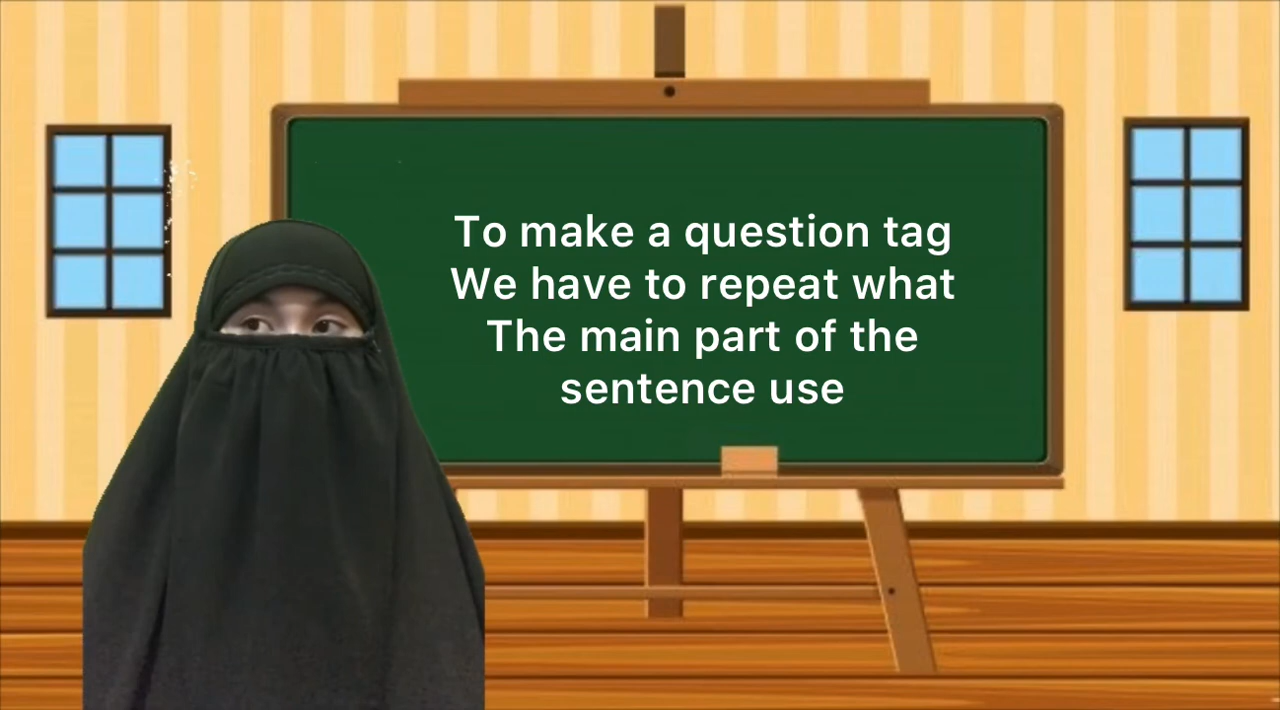 To make a question tag
We have to repeat what
The main part of the
sentence use